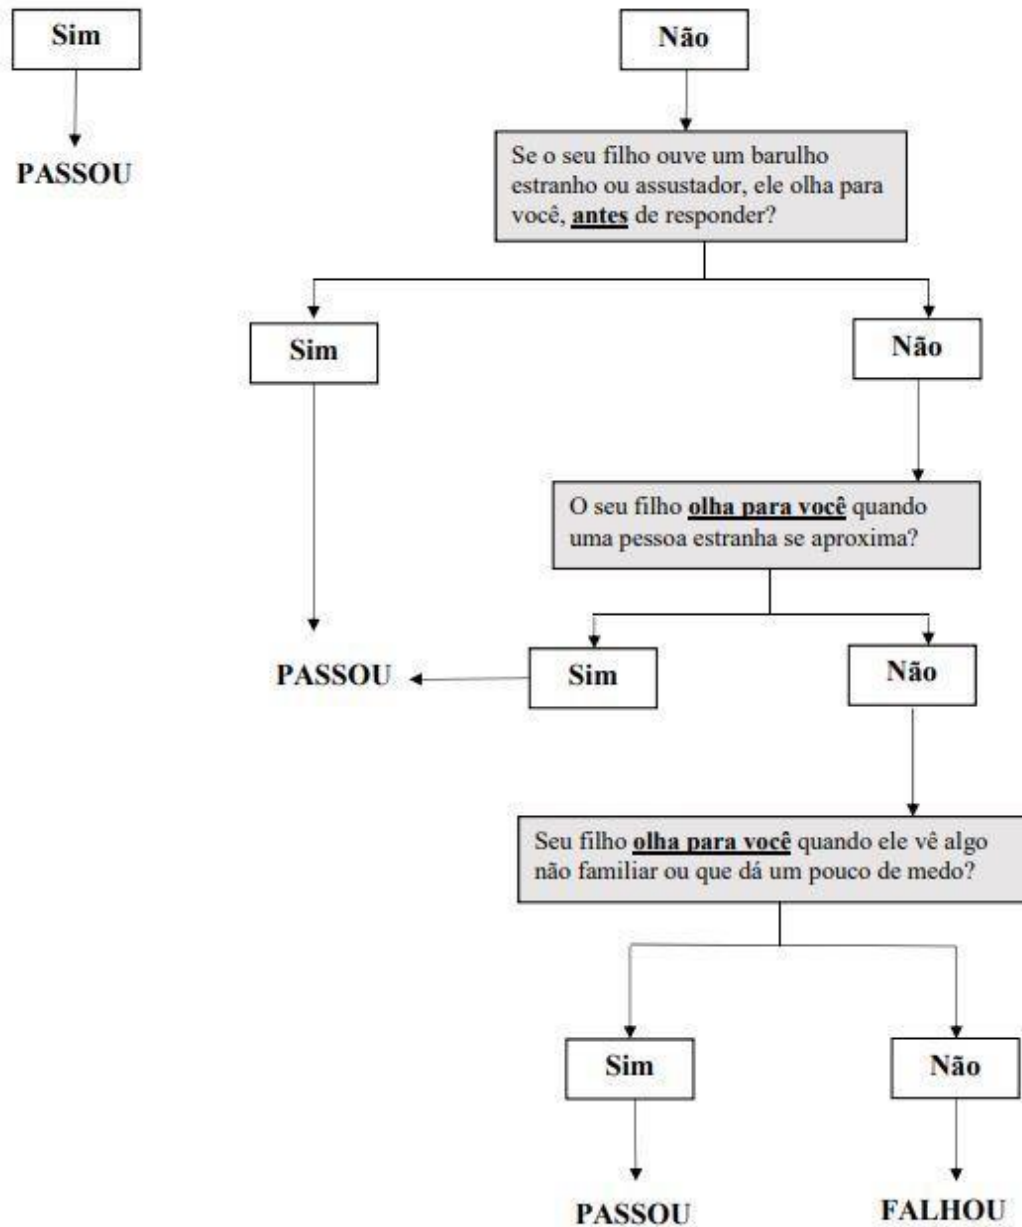 Sim
Não
PASSOU
Se o seu filho ouve um barulho
estranho ou assustador, ele olha para
você, antes de responder?
Sim
Não
O seu filho olha para você quando
uma pessoa estranha se aproxima?
PASSOU
Sim
Não
Seu filho olha para você quando ele vê algo
não familiar ou que dá um pouco de medo?
Sim
Não
PASSOU
FALHOU